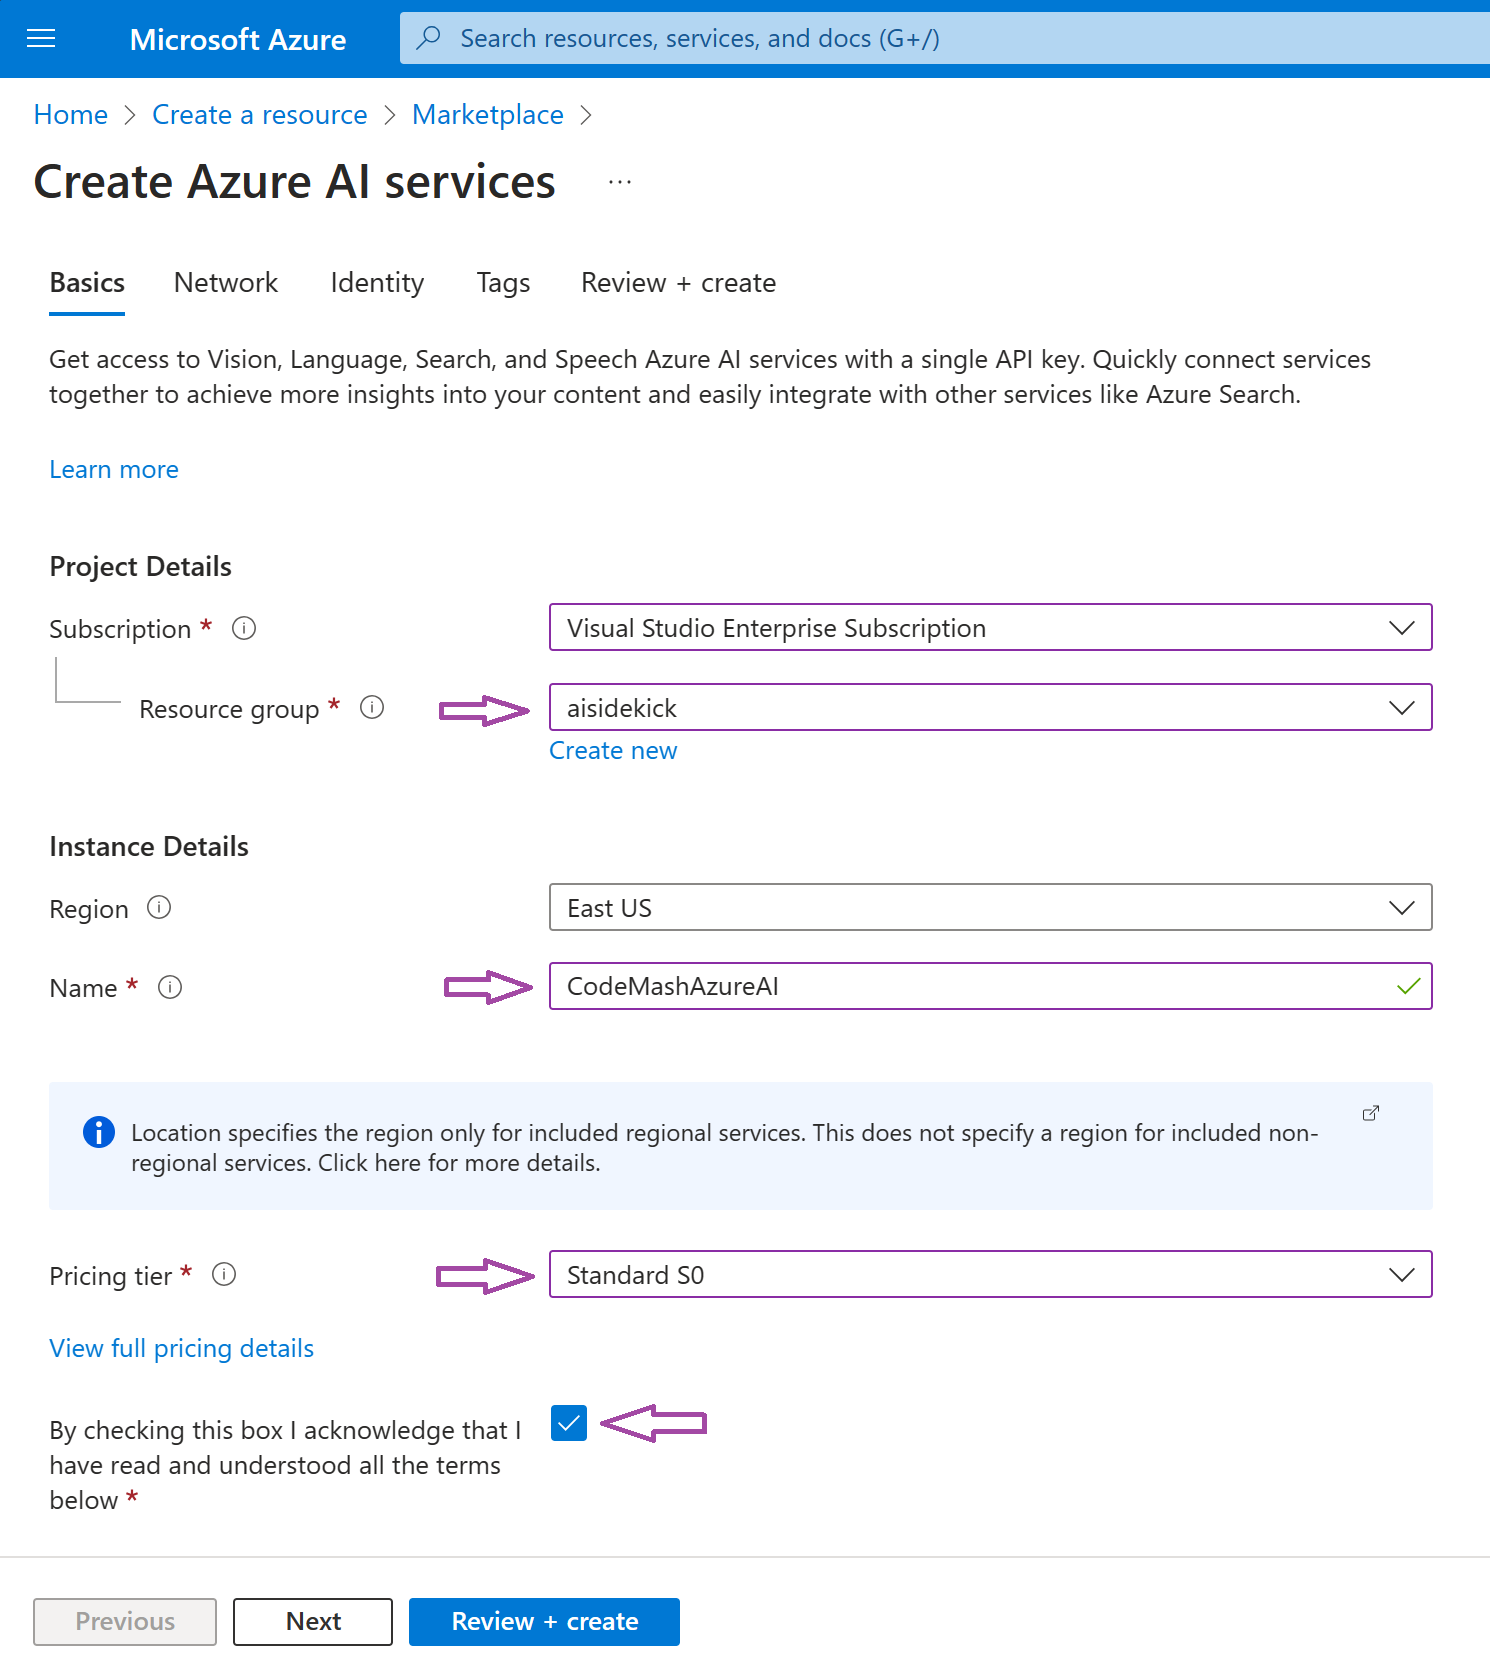 Microsoft Azure
Search resources, services, and docs (G+/)
Home > Create a resource > Marketplace >
Create Azure AI services ...
Basics Network Identity Tags Review + create
Get access to Vision, Language, Search, and Speech Azure AI services with a single API key. Quickly connect services
together to achieve more insights into your content and easily integrate with other services like Azure Search.
Learn more
Project Details
Subscription *
Visual Studio Enterprise Subscription
Resource group *
aisidekick
Create new
Instance Details
Region
East US
Name *
CodeMashAzureAI
Location specifies the region only for included regional services. This does not specify a region for included non-
regional services. Click here for more details.
Pricing tier *
Standard S0
View full pricing details
By checking this box I acknowledge that I
have read and understood all the terms
below *
Previous
Next
Review + create